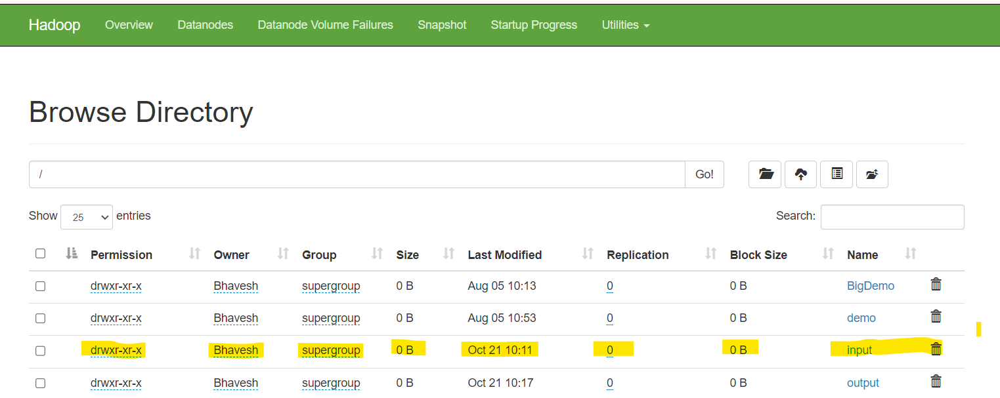 Hadoop Overview Datanodes Datanode Volume Failures Snapshot Startup Progress Utilities
Browse Directory
/ Go!
Show 25 entries Search:
Permission Owner Group Size Last Modified Replication Block Size Name
drwxr-xr-x Bhavesh supergroup 0 B Aug 05 10:13 0 0 B BigDemo
drwxr-xr-x Bhavesh supergroup 0 B Aug 05 10:53 0 0 B demo
drwxr-xr-x Bhavesh supergroup 0 B Oct 21 10:11 0 0 B input
drwxr-xr-x Bhavesh supergroup 0 B Oct 21 10:17 0 0 B output